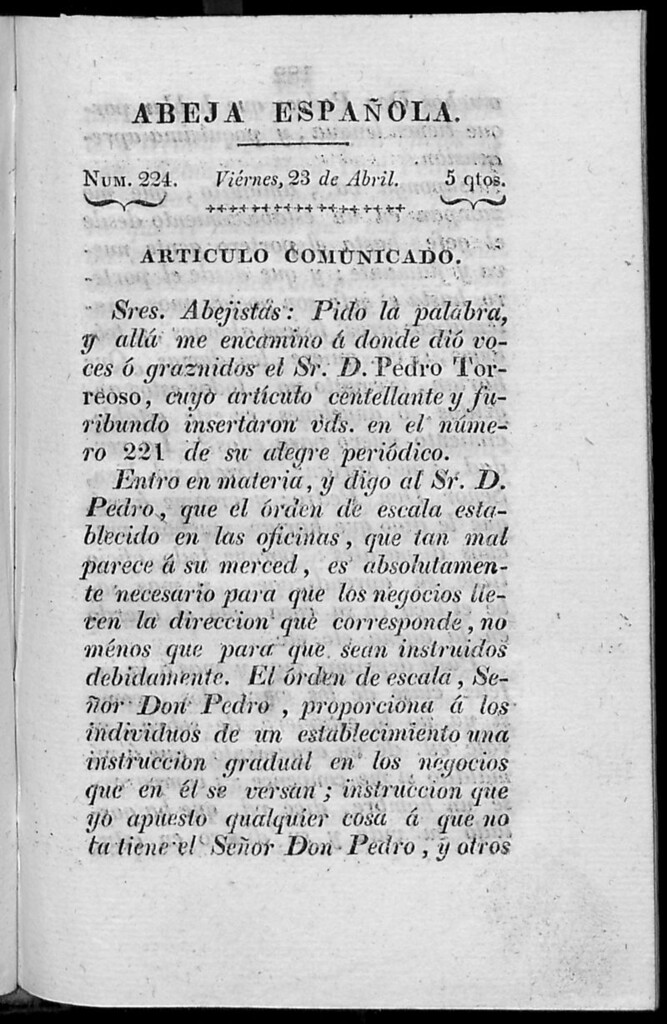 ABEJA ESPAÑOLA.
NUM. 224. Viérnes, 23 de Abril. 5 qtos.
ARTICULO COMUNICADO.
Sres. Abejistas: Pido la palabra,
y allá me encamino á donde dió vo-
ces ó graznidos el Sr. D. Pedro Tor-
reoso, cuyo artículo centellante y fu-
ribundo insertaron vds. en el núme-
ro 221 de su alegre periódico.
Entro en materia, y digo al Sr. D.
Pedro, que el órden de escala esta-
blecido en las oficinas, que tan mal
parece á su merced, es absolutamen-
te necesario para que los negocios lle-
ven la direccion que corresponde, no
ménos que para que sean instruidos
debidamente. El órden de escala, Se-
ñor Don Pedro, proporciona á los
individuos de un establecimiento una
instruccion gradual en los negocios
que en él se versan; instruccion que
yo apuesto qualquier cosa á que no
la tiene el Señor Don Pedro, y otros